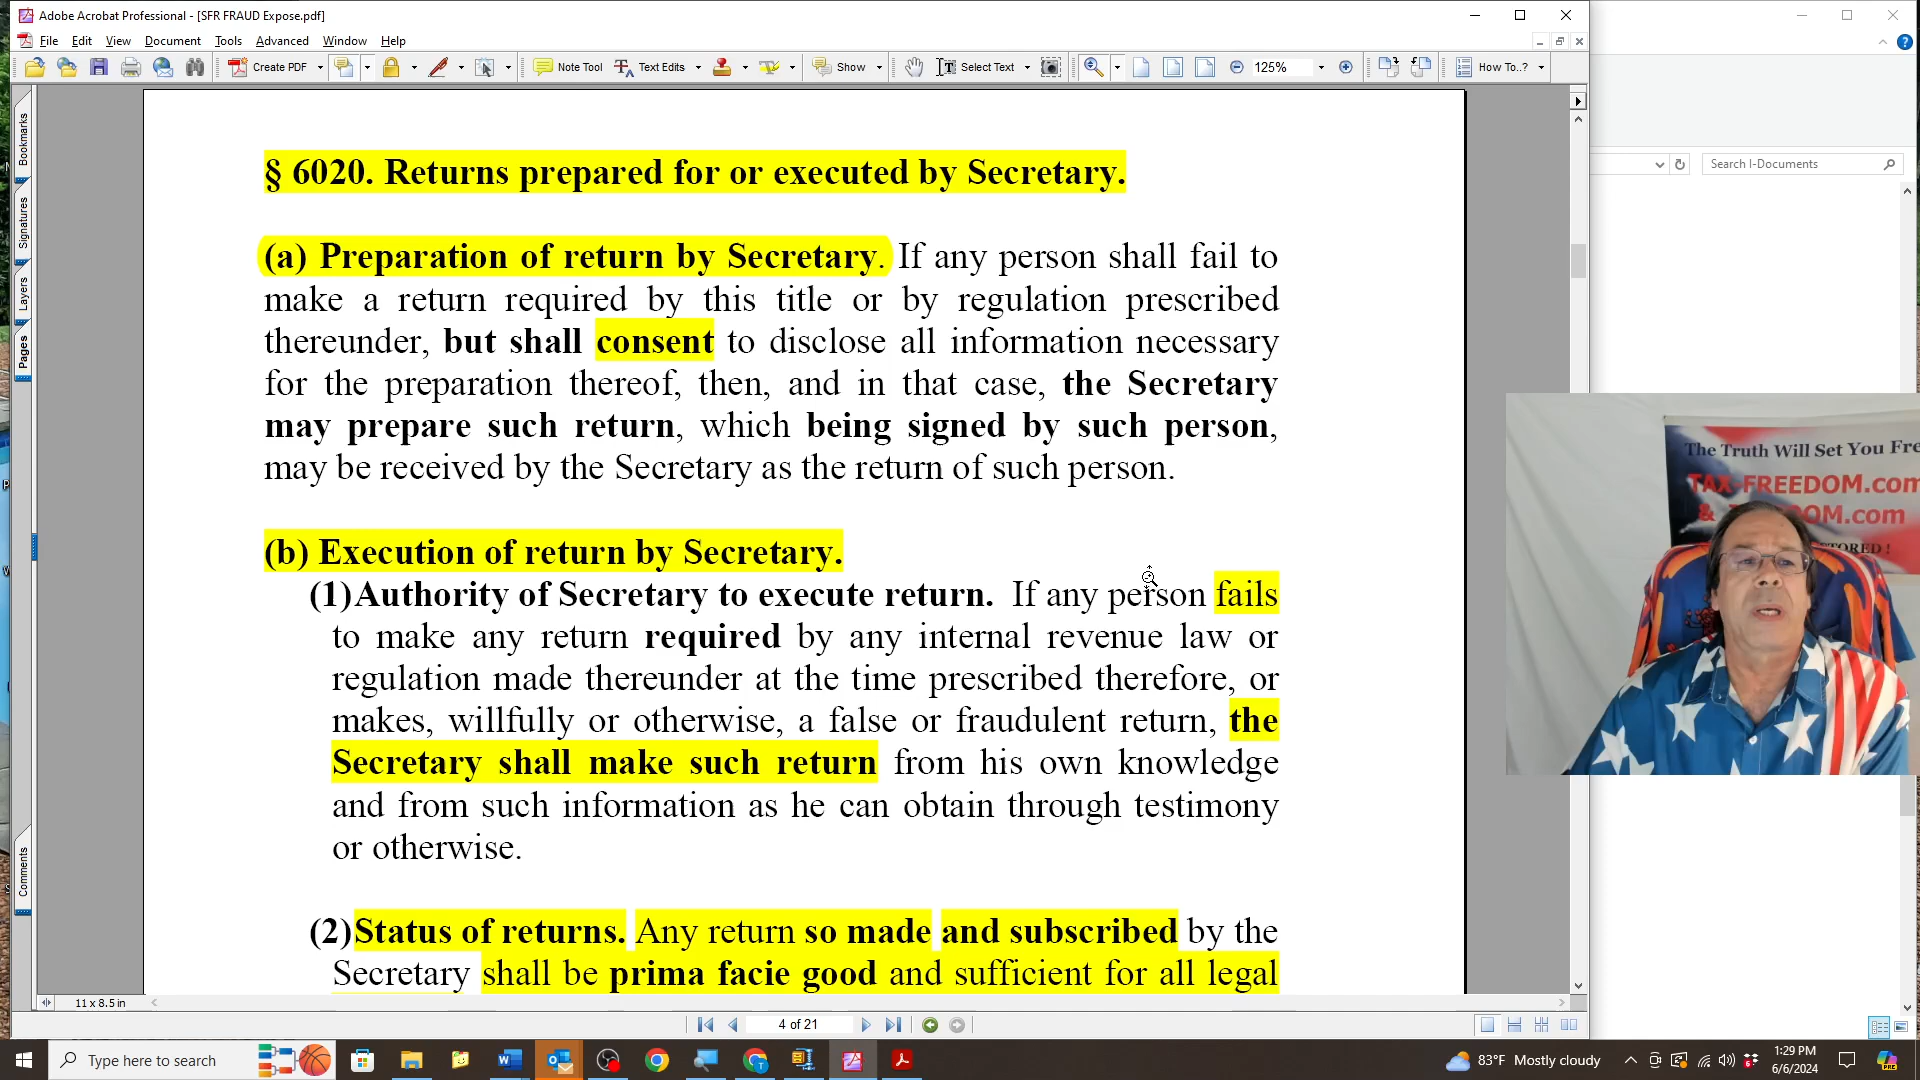 Adobe Acrobat Professional - [SFR FRAUD Expose.pdf]
File Edit View Document Tools Advanced Window Help
Create PDF
Note Tool
Text Edits
Show
Select Text
125%
How To..?
Bookmarks
Signatures
Layers
Pages
Comments
§ 6020. Returns prepared for or executed by Secretary.
(a) Preparation of return by Secretary. If any person shall fail to
make a return required by this title or by regulation prescribed
thereunder, but shall consent to disclose all information necessary
for the preparation thereof, then, and in that case, the Secretary
may prepare such return, which being signed by such person,
may be received by the Secretary as the return of such person.
(b) Execution of return by Secretary.
(1)Authority of Secretary to execute return. If any person fails
to make any return required by any internal revenue law or
regulation made thereunder at the time prescribed therefore, or
makes, willfully or otherwise, a false or fraudulent return, the
Secretary shall make such return from his own knowledge
and from such information as he can obtain through testimony
or otherwise.
(2)Status of returns. Any return so made and subscribed by the
Secretary shall be prima facie good and sufficient for all legal
11 x 8.5 in
4 of 21
Search I-Documents
The Truth Will Set You Fre
TAX-FREEDOM.com
&
OM.com
TORED !
Type here to search
83°F Mostly cloudy
1:29 PM
6/6/2024